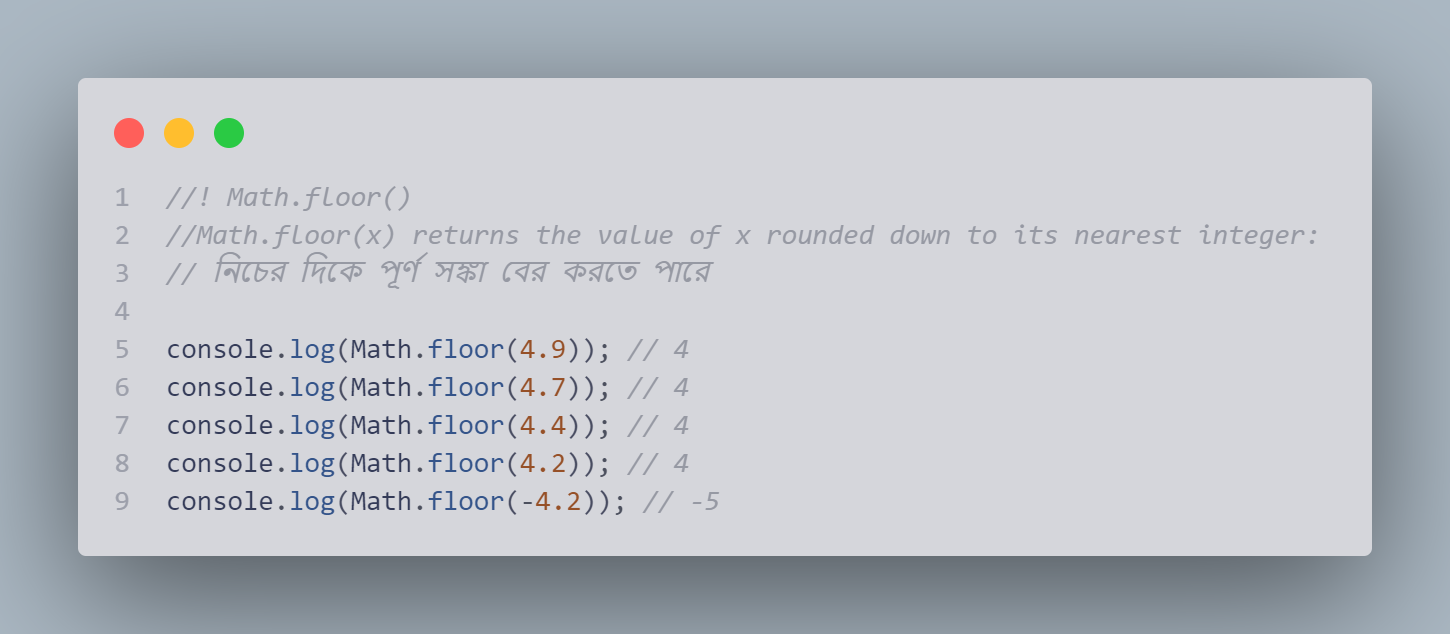 1 //! Math.floor()
2 //Math.floor(x) returns the value of x rounded down to its nearest integer:
3 // নিচের দিকে পূর্ণ সঙ্কা বের করতে পারে
4
5 console.log(Math.floor(4.9)); // 4
6 console.log(Math.floor(4.7)); // 4
7 console.log(Math.floor(4.4)); // 4
8 console.log(Math.floor(4.2)); // 4
9 console.log(Math.floor(-4.2)); // -5